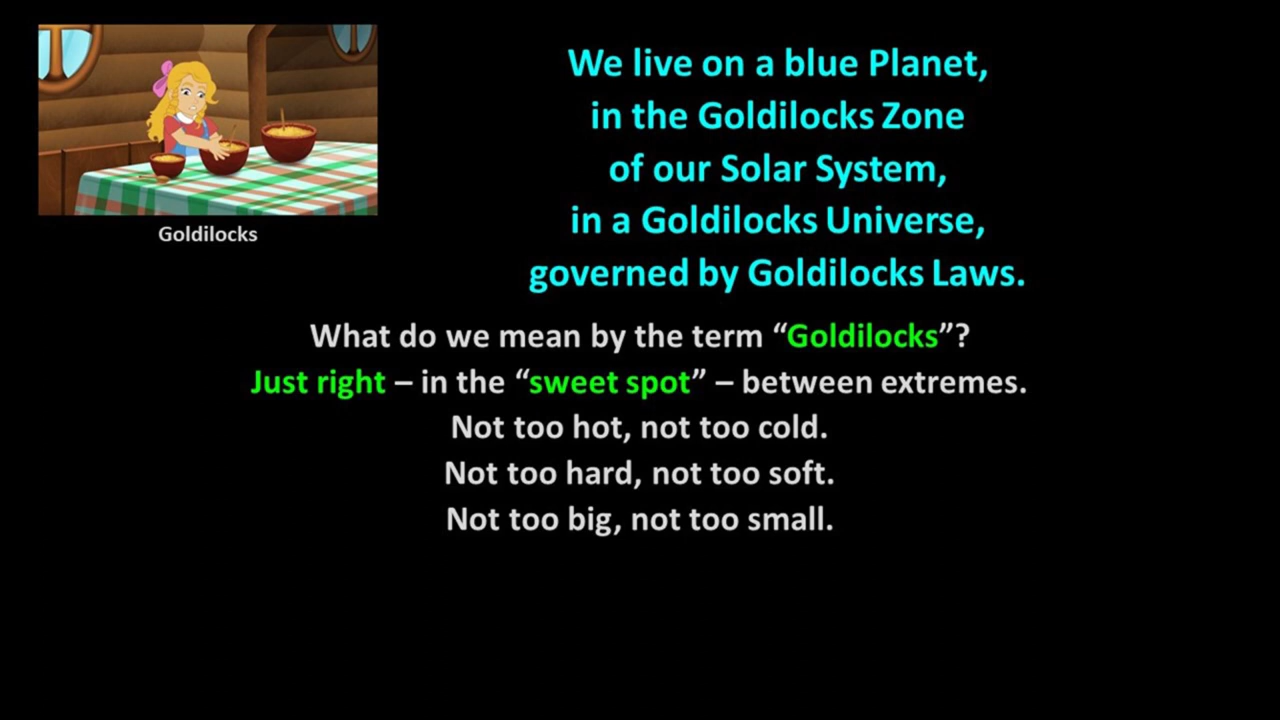 We live on a blue Planet,
in the Goldilocks Zone
of our Solar System,
in a Goldilocks Universe,
governed by Goldilocks Laws.
Goldilocks
What do we mean by the term “Goldilocks”?
Just right – in the “sweet spot” – between extremes.
Not too hot, not too cold.
Not too hard, not too soft.
Not too big, not too small.